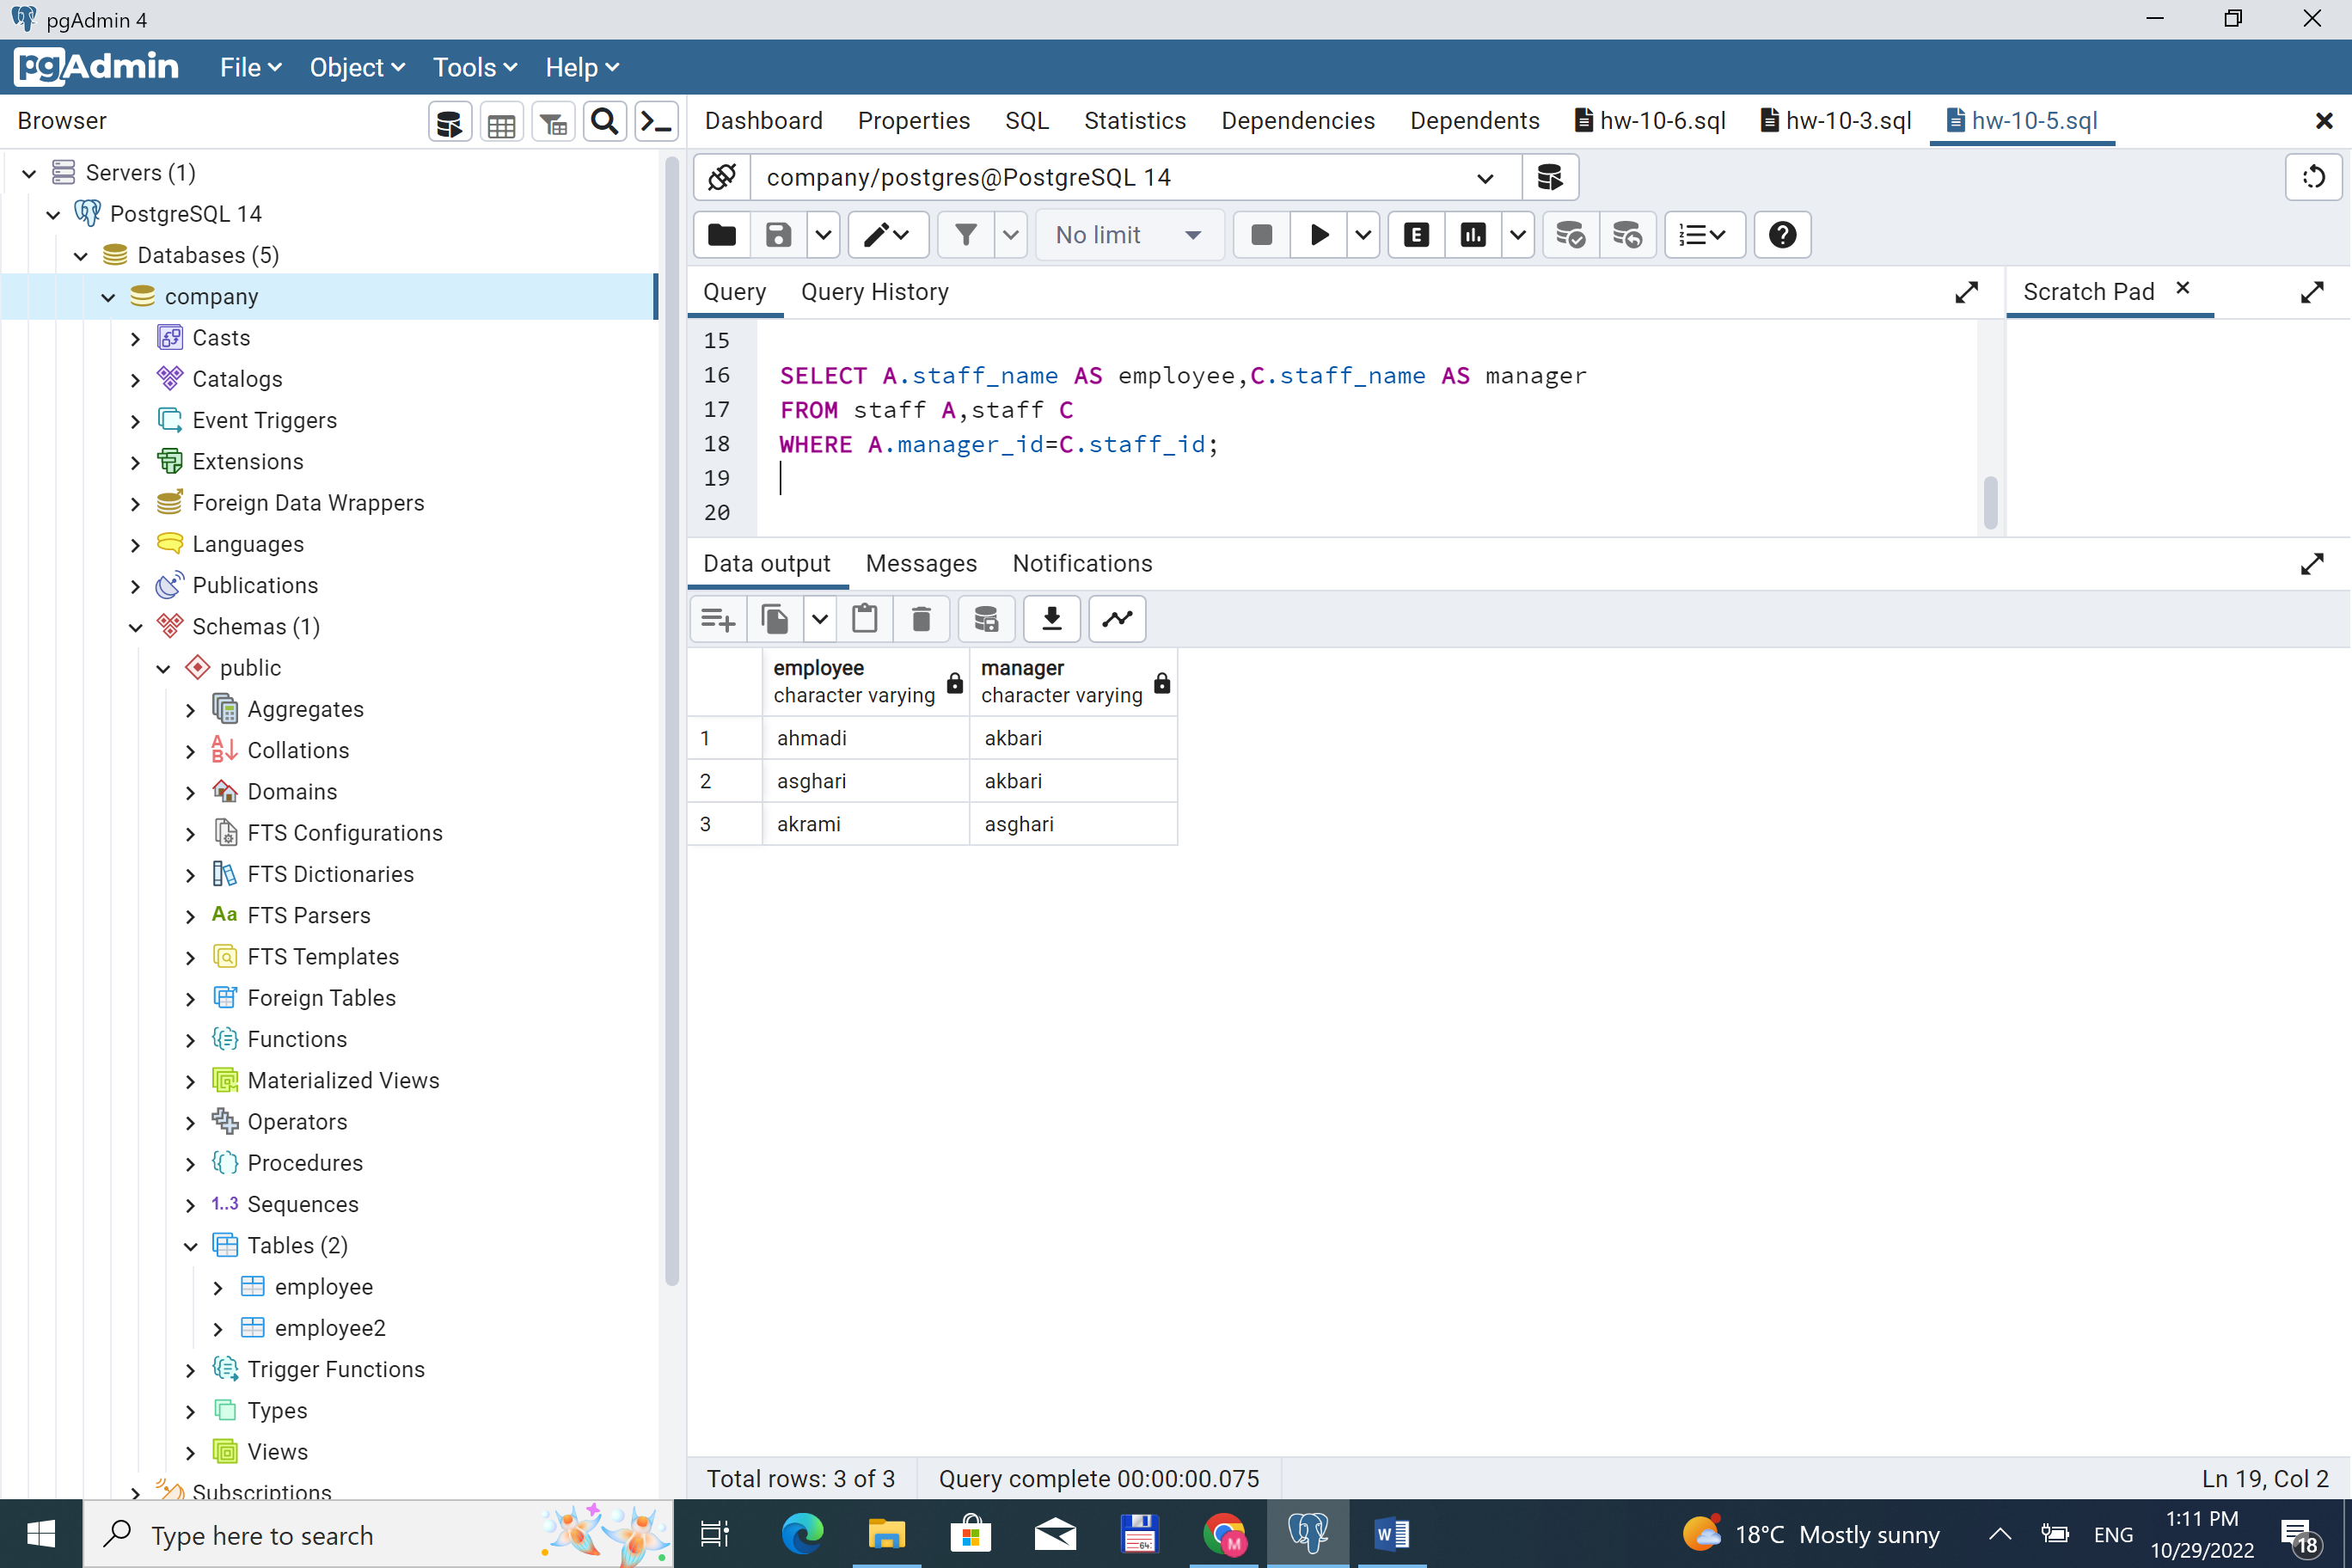 pgAdmin 4
pgAdmin File Object Tools Help
Browser
Dashboard Properties SQL Statistics Dependencies Dependents hw-10-6.sql hw-10-3.sql hw-10-5.sql
Servers (1)
PostgreSQL 14
Databases (5)
company
Casts
Catalogs
Event Triggers
Extensions
Foreign Data Wrappers
Languages
Publications
Schemas (1)
public
Aggregates
Collations
Domains
FTS Configurations
FTS Dictionaries
Aa FTS Parsers
FTS Templates
Foreign Tables
Functions
Materialized Views
Operators
Procedures
1..3 Sequences
Tables (2)
employee
employee2
Trigger Functions
Types
Views
Subscriptions
company/postgres@PostgreSQL 14
No limit
E
Query Query History
Scratch Pad
15
16 SELECT A.staff_name AS employee,C.staff_name AS manager
17 FROM staff A,staff C
18 WHERE A.manager_id=C.staff_id;
19
20
Data output Messages Notifications
employee manager
character varying character varying
1 ahmadi akbari
2 asghari akbari
3 akrami asghari
Total rows: 3 of 3 Query complete 00:00:00.075 Ln 19, Col 2
Type here to search
18°C Mostly sunny
ENG
1:11 PM
10/29/2022
18